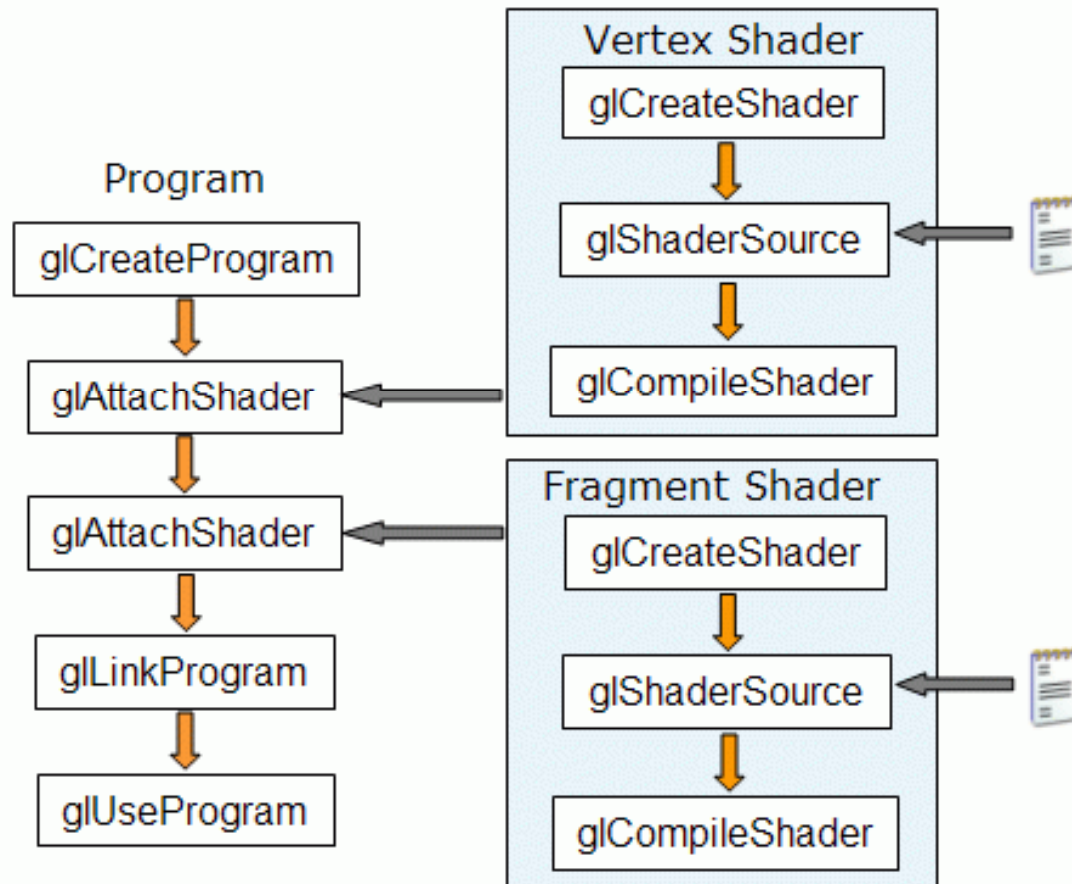 Program
glCreateProgram
glAttachShader
glAttachShader
glLinkProgram
glUseProgram
Vertex Shader
glCreateShader
glShaderSource
glCompileShader
Fragment Shader
glCreateShader
glShaderSource
glCompileShader